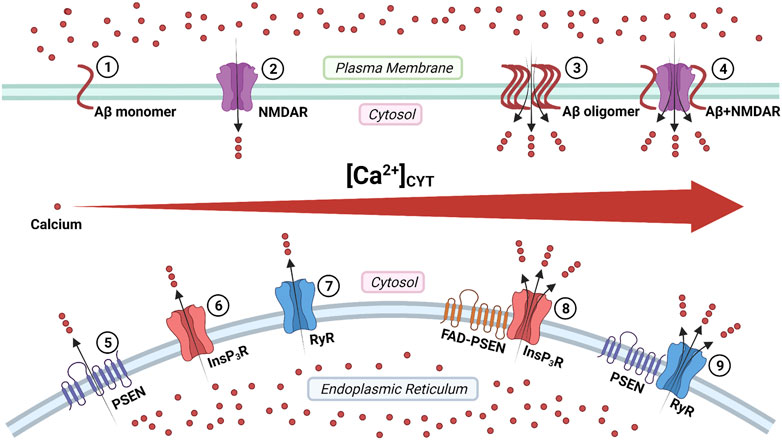 1
2
3
4
Plasma Membrane
Aβ monomer
NMDAR
Cytosol
Aβ oligomer
Aβ+NMDAR
[Ca²⁺]CYT
Calcium
Cytosol
5
6
7
8
9
PSEN
InsP₃R
RyR
FAD-PSEN
InsP₃R
PSEN
RyR
Endoplasmic Reticulum